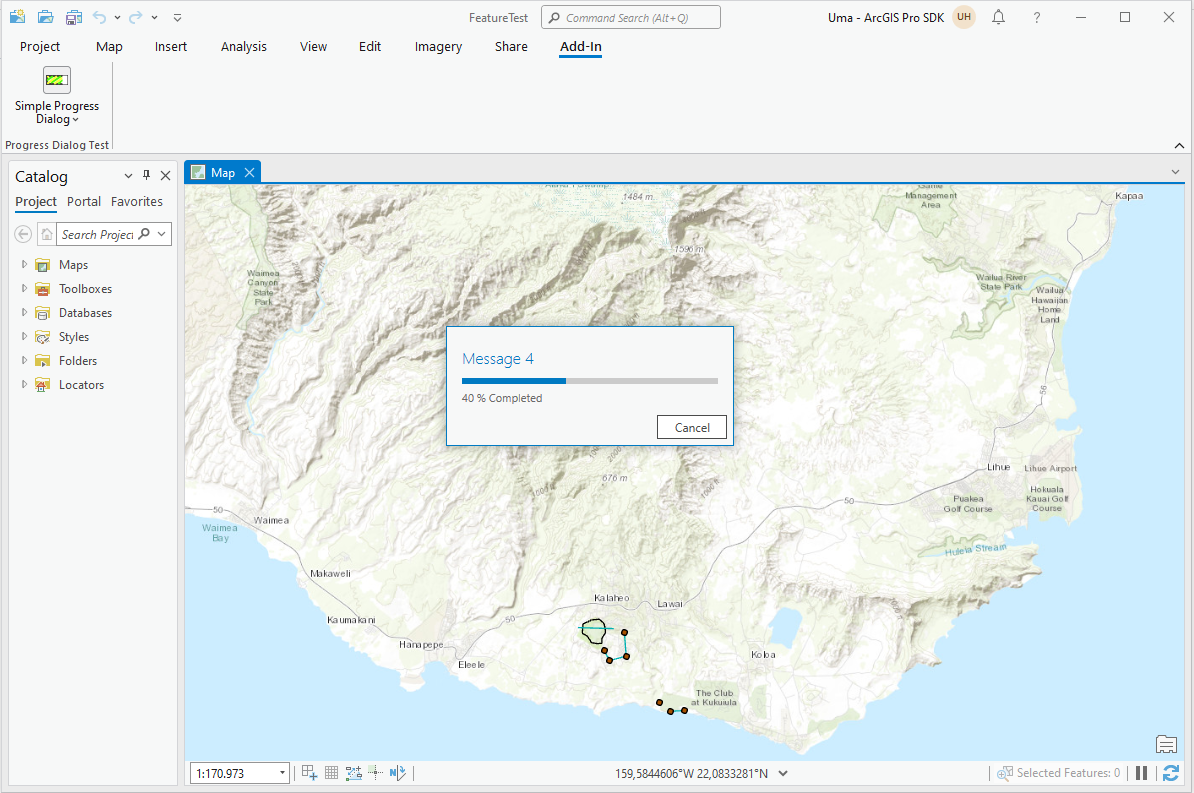 FeatureTest
Command Search (Alt+Q)
Uma - ArcGIS Pro SDK
UH
?
Project
Map
Insert
Analysis
View
Edit
Imagery
Share
Add-In
Simple Progress
Dialog
Progress Dialog Test
Catalog
Project
Portal
Favorites
Search Project
Maps
Toolboxes
Databases
Styles
Folders
Locators
Map
1484 m.
Game
Management
Area
Kapaa
1596 m.
Waimea
Canyon
State
Park
Wailua River
State Park
Wailua
Hawaiian
Home
Land
Message 4
40 % Completed
Cancel
56
676 m
Lihue
Lihue Airport
Hokuala
Kauai Golf
Course
Puakea
Golf Course
50
50
Waimea
Waimea
Bay
Huleia Stream
Makaweli
Kalaheo
Lawai
Kaumakani
50
Hanapepe
Eleele
Koloa
The Club
at Kukuiula
1:170.973
N
159,5844606°W 22,0833281°N
Selected Features: 0